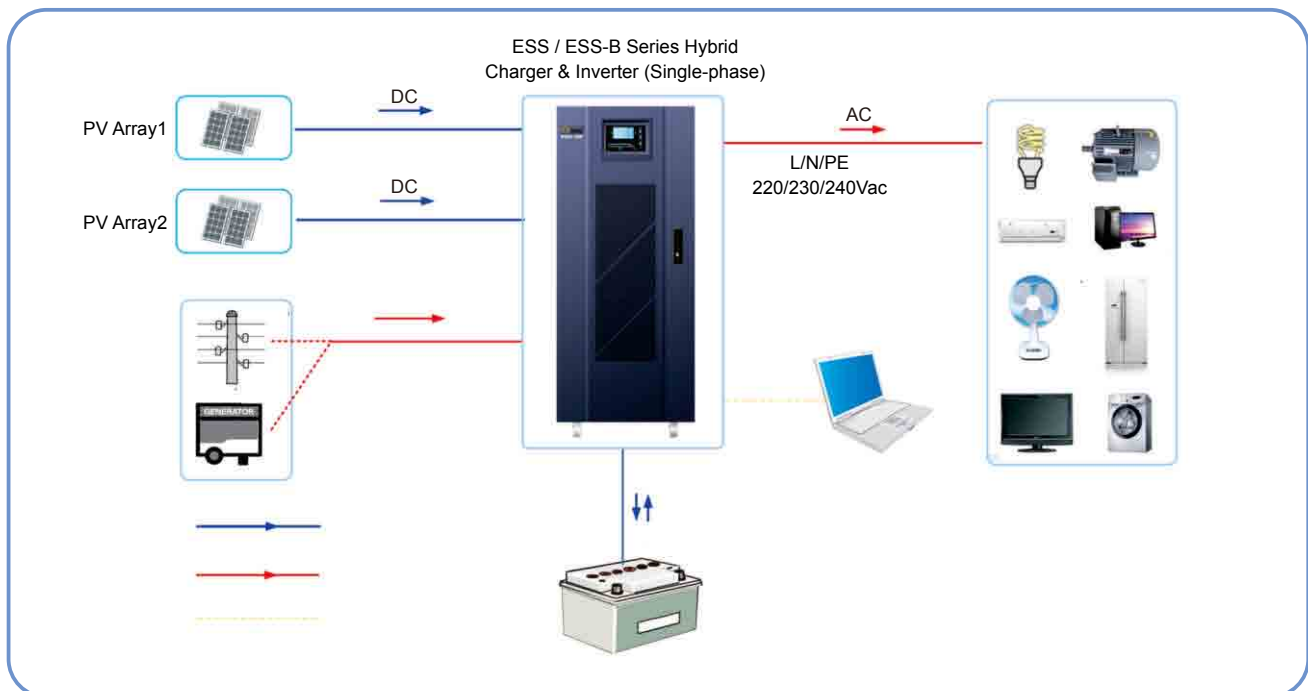 ESS / ESS-B Series Hybrid
Charger & Inverter (Single-phase)
PV Array1
DC
AC
L/N/PE
220/230/240Vac
PV Array2
DC
GENERATOR